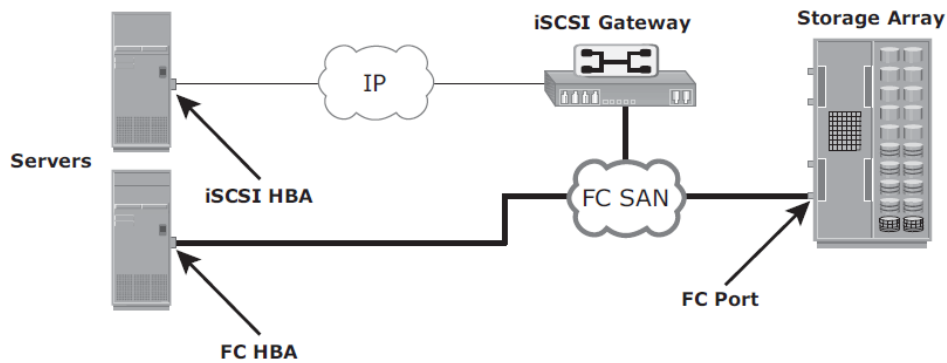 iSCSI Gateway
Storage Array
IP
Servers
iSCSI HBA
FC SAN
FC Port
FC HBA